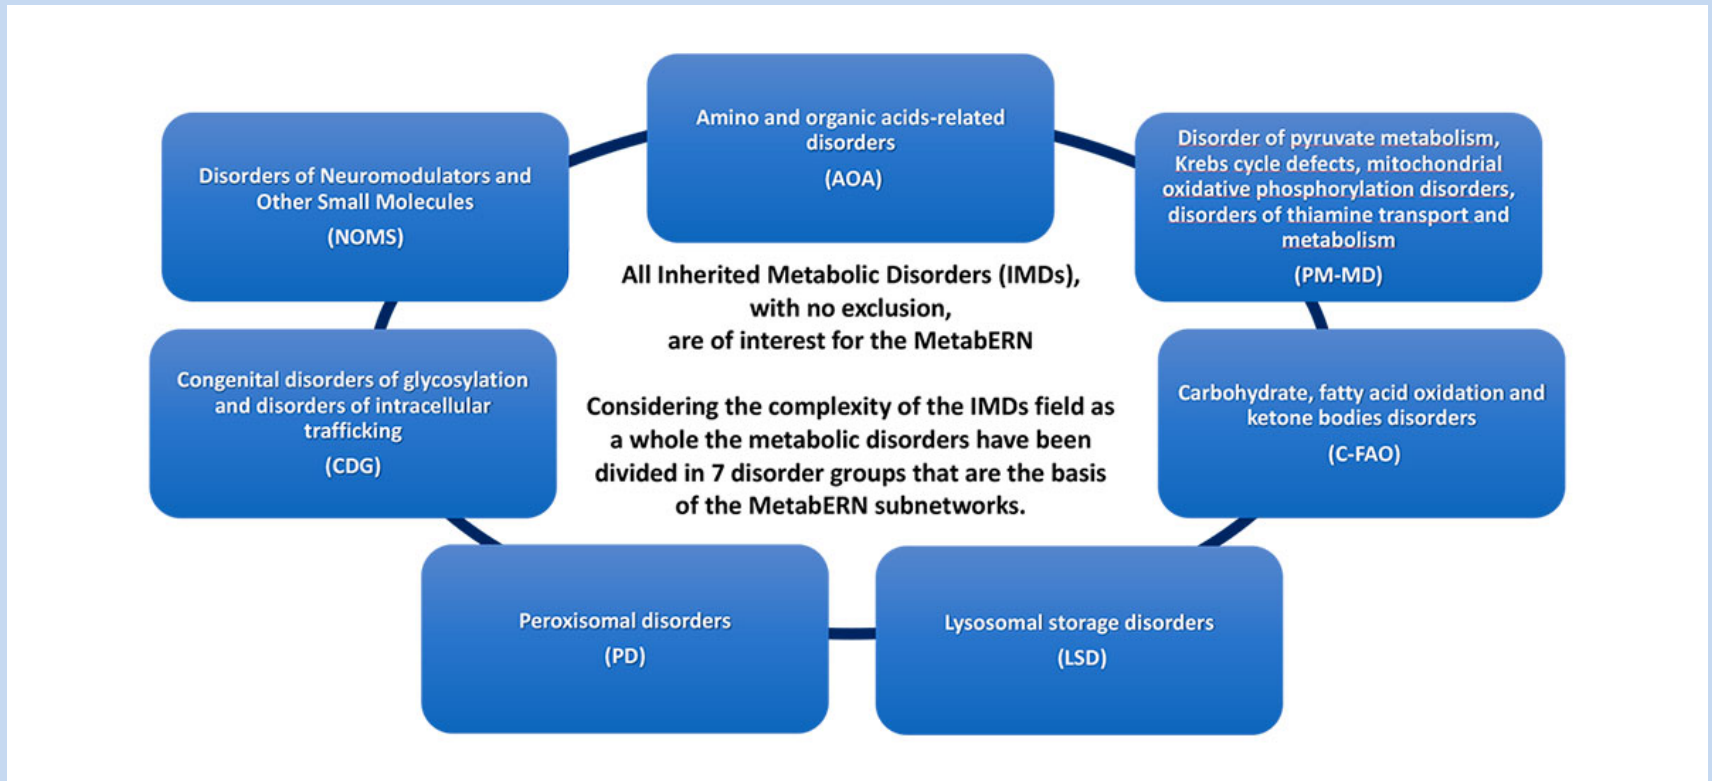 Amino and organic acids-related
disorders
(AOA)
Disorder of pyruvate metabolism,
Krebs cycle defects, mitochondrial
oxidative phosphorylation disorders,
disorders of thiamine transport and
metabolism
(PM-MD)
Carbohydrate, fatty acid oxidation and
ketone bodies disorders
(C-FAO)
Lysosomal storage disorders
(LSD)
Peroxisomal disorders
(PD)
Congenital disorders of glycosylation
and disorders of intracellular
trafficking
(CDG)
Disorders of Neuromodulators and
Other Small Molecules
(NOMS)
All Inherited Metabolic Disorders (IMDs),
with no exclusion,
are of interest for the MetabERN
Considering the complexity of the IMDs field as
a whole the metabolic disorders have been
divided in 7 disorder groups that are the basis
of the MetabERN subnetworks.